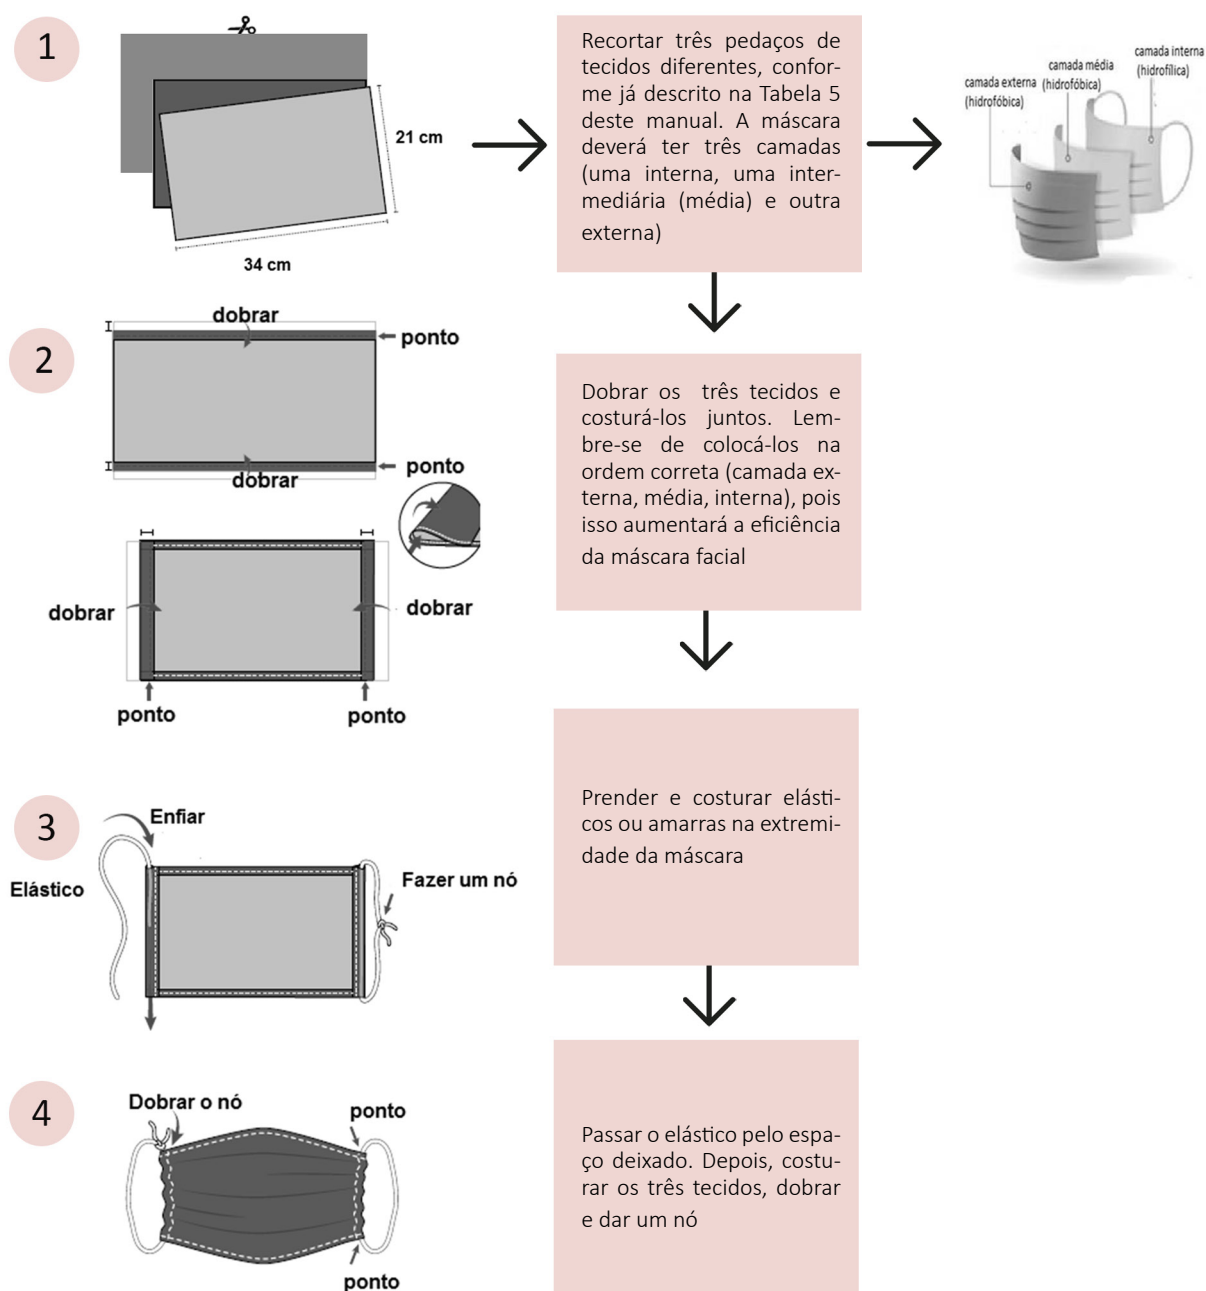 1
21 cm
34 cm
Recortar três pedaços de
tecidos diferentes, confor-
me já descrito na Tabela 5
deste manual. A máscara
deverá ter três camadas
(uma interna, uma inter-
mediária (média) e outra
externa)
camada interna
(hidrofílica)
camada média
(hidrofóbica)
camada externa
(hidrofóbica)
2
dobrar
ponto
ponto
dobrar
dobrar
dobrar
ponto
ponto
Dobrar os três tecidos e
costurá-los juntos. Lem-
bre-se de colocá-los na
ordem correta (camada ex-
terna, média, interna), pois
isso aumentará a eficiência
da máscara facial
3
Enfiar
Elástico
Fazer um nó
Prender e costurar elásti-
cos ou amarras na extremi-
dade da máscara
4
Dobrar o nó
ponto
ponto
Passar o elástico pelo espa-
ço deixado. Depois, costu-
rar os três tecidos, dobrar
e dar um nó